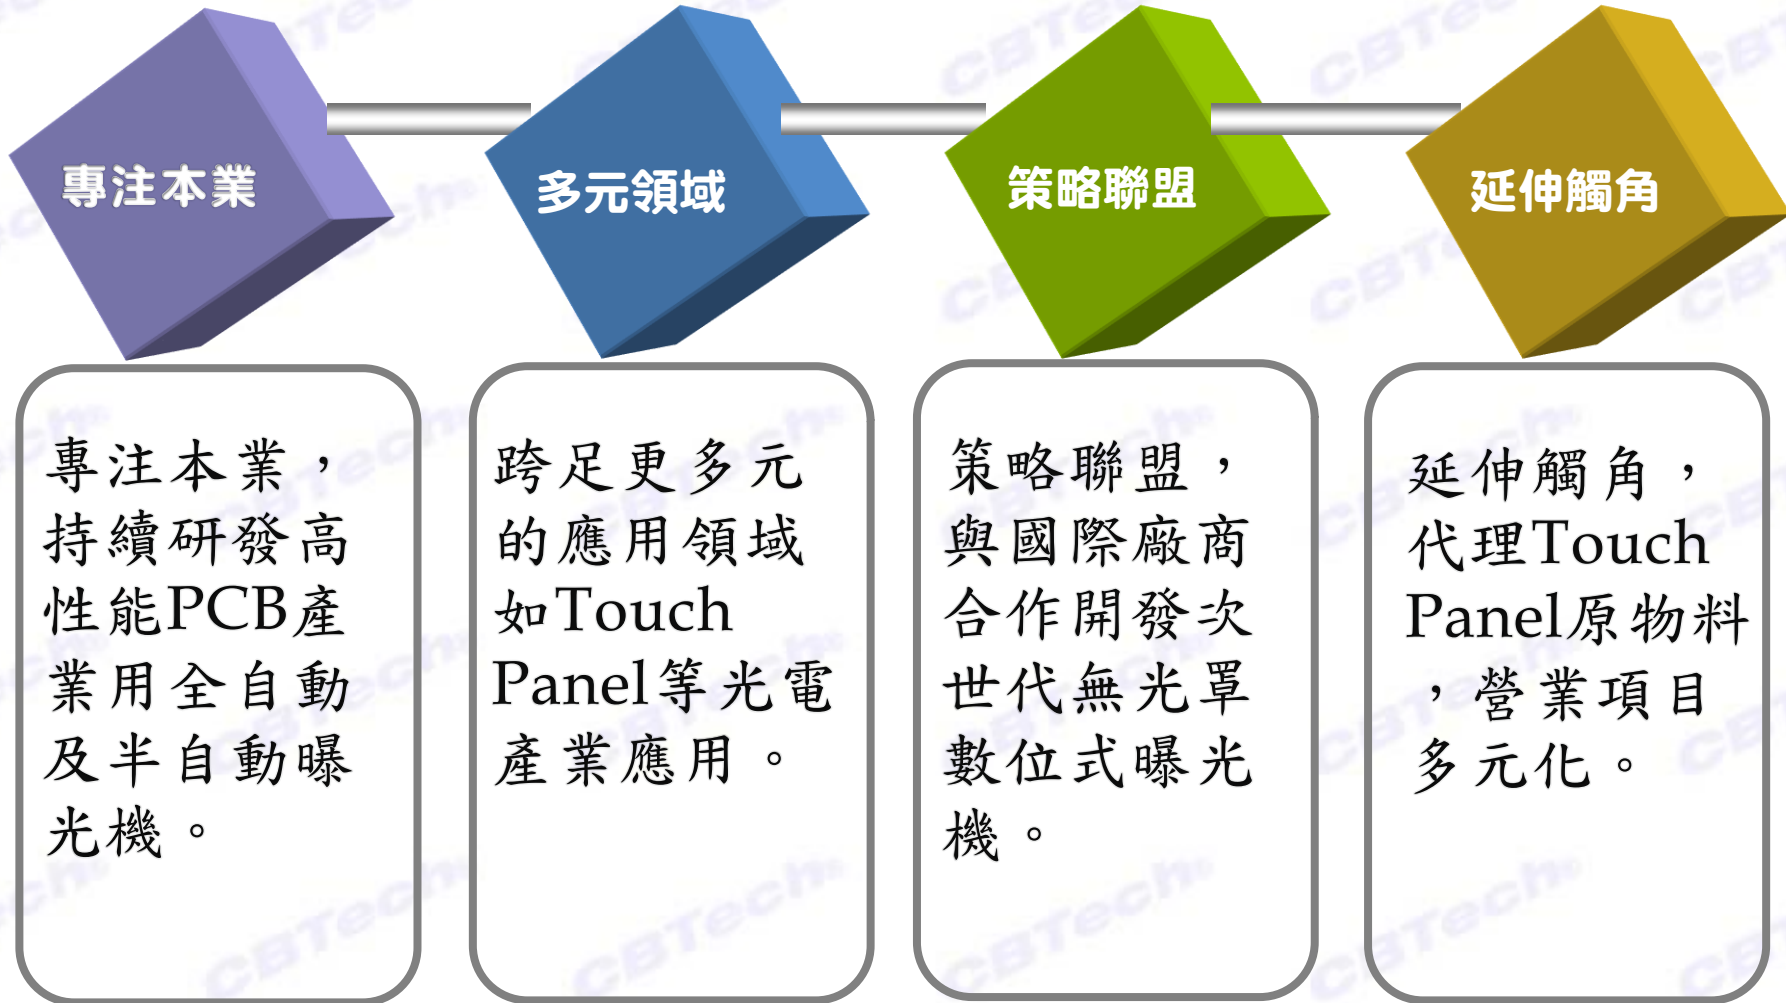 專注本業
多元領域
策略聯盟
延伸觸角
專注本業，
持續研發高
性能PCB產
業用全自動
及半自動曝
光機。
跨足更多元
的應用領域
如Touch
Panel等光電
產業應用。
策略聯盟，
與國際廠商
合作開發次
世代無光罩
數位式曝光
機。
延伸觸角，
代理Touch
Panel原物料
，營業項目
多元化。
CBTech®